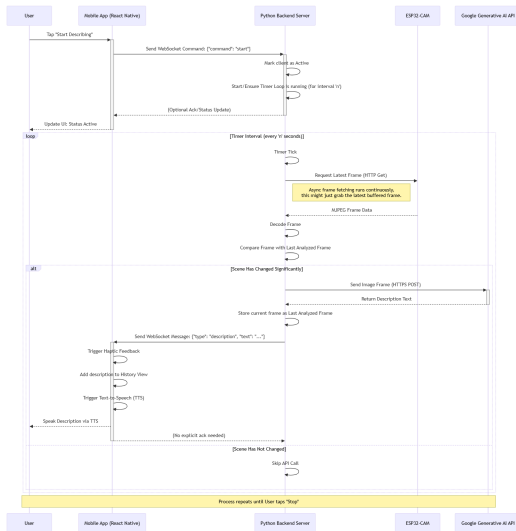 User
Mobile App (React Native)
Python Backend Server
ESP32-CAM
Google Generative AI API
Tap "Start Describing"
Send WebSocket Command: {"command": "start"}
Mark client as Active
Start/Ensure Timer Loop is running (for interval 'n')
(Optional Ack/Status Update)
Update UI: Status Active
loop
[Timer Interval (every 'n' seconds)]
Timer Tick
Request Latest Frame (HTTP Get)
Async frame fetching runs continuously,
this might just grab the latest buffered frame.
MJPEG Frame Data
Decode Frame
Compare Frame with Last Analyzed Frame
alt
[Scene Has Changed Significantly]
Send Image Frame (HTTPS POST)
Return Description Text
Store current frame as Last Analyzed Frame
Send WebSocket Message: {"type": "description", "text": "..."}
Trigger Haptic Feedback
Add description to History View
Trigger Text-to-Speech (TTS)
Speak Description via TTS
(No explicit ack needed)
[Scene Has Not Changed]
Skip API Call
Process repeats until User taps "Stop"
User
Mobile App (React Native)
Python Backend Server
ESP32-CAM
Google Generative AI API